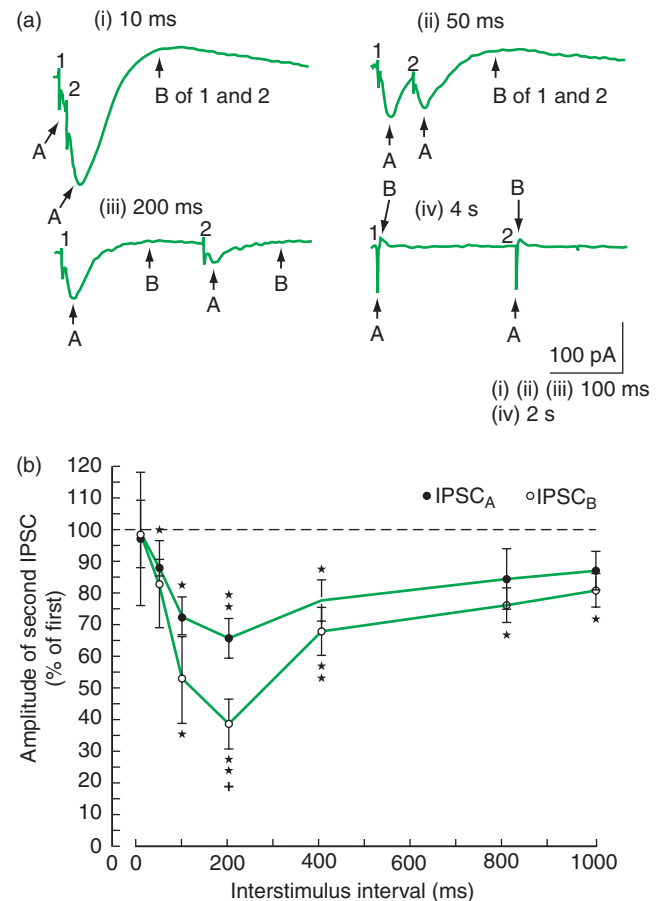 (a)
(i) 10 ms
1
2
A
A
B of 1 and 2
(ii) 50 ms
1
2
A
A
B of 1 and 2
(iii) 200 ms
1
2
A
B
A
B
(iv) 4 s
B
B
1
2
A
A
100 pA
(i) (ii) (iii) 100 ms
(iv) 2 s
(b)
IPSCA
IPSCB
Amplitude of second IPSC
(% of first)
120
110
100
90
80
70
60
50
40
30
20
10
0
0
0
200
400
600
800
1000
Interstimulus interval (ms)